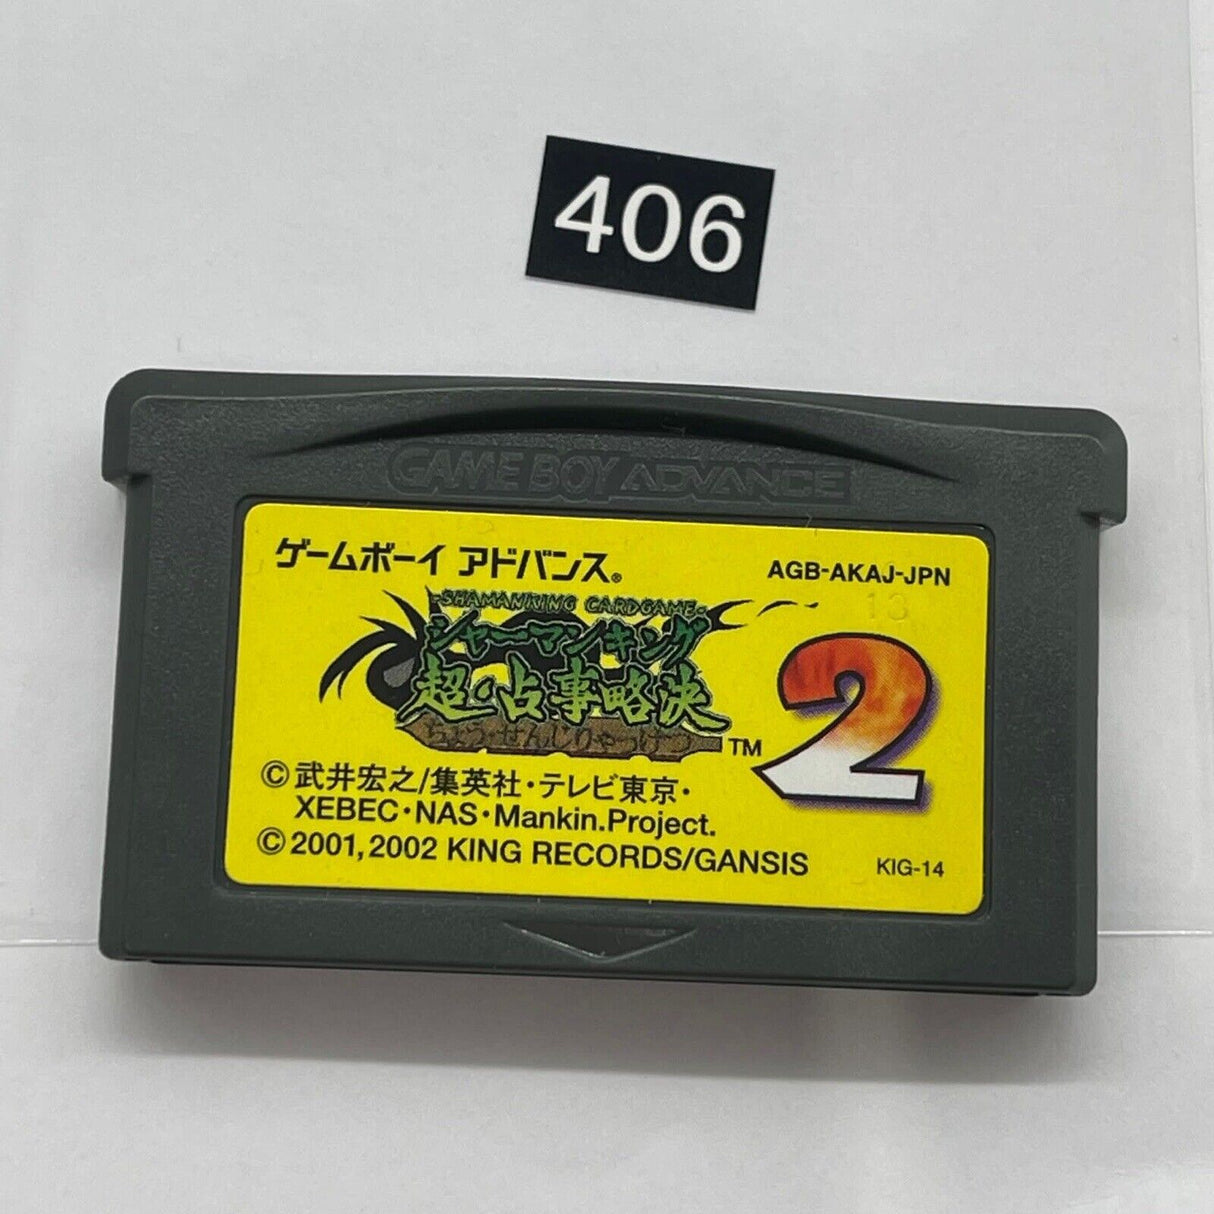 406
GAME BOY ADVANCE
ゲームボーイ アドバンス®
AGB-AKAJ-JPN
13
-SHAMANKING CARDGAME-
シャーマンキング
超・占事略決
ちょう・せんじりゃっけつ
TM
2
©武井宏之/集英社・テレビ東京・
XEBEC・NAS・Mankin.Project.
©2001,2002 KING RECORDS/GANSIS
KIG-14